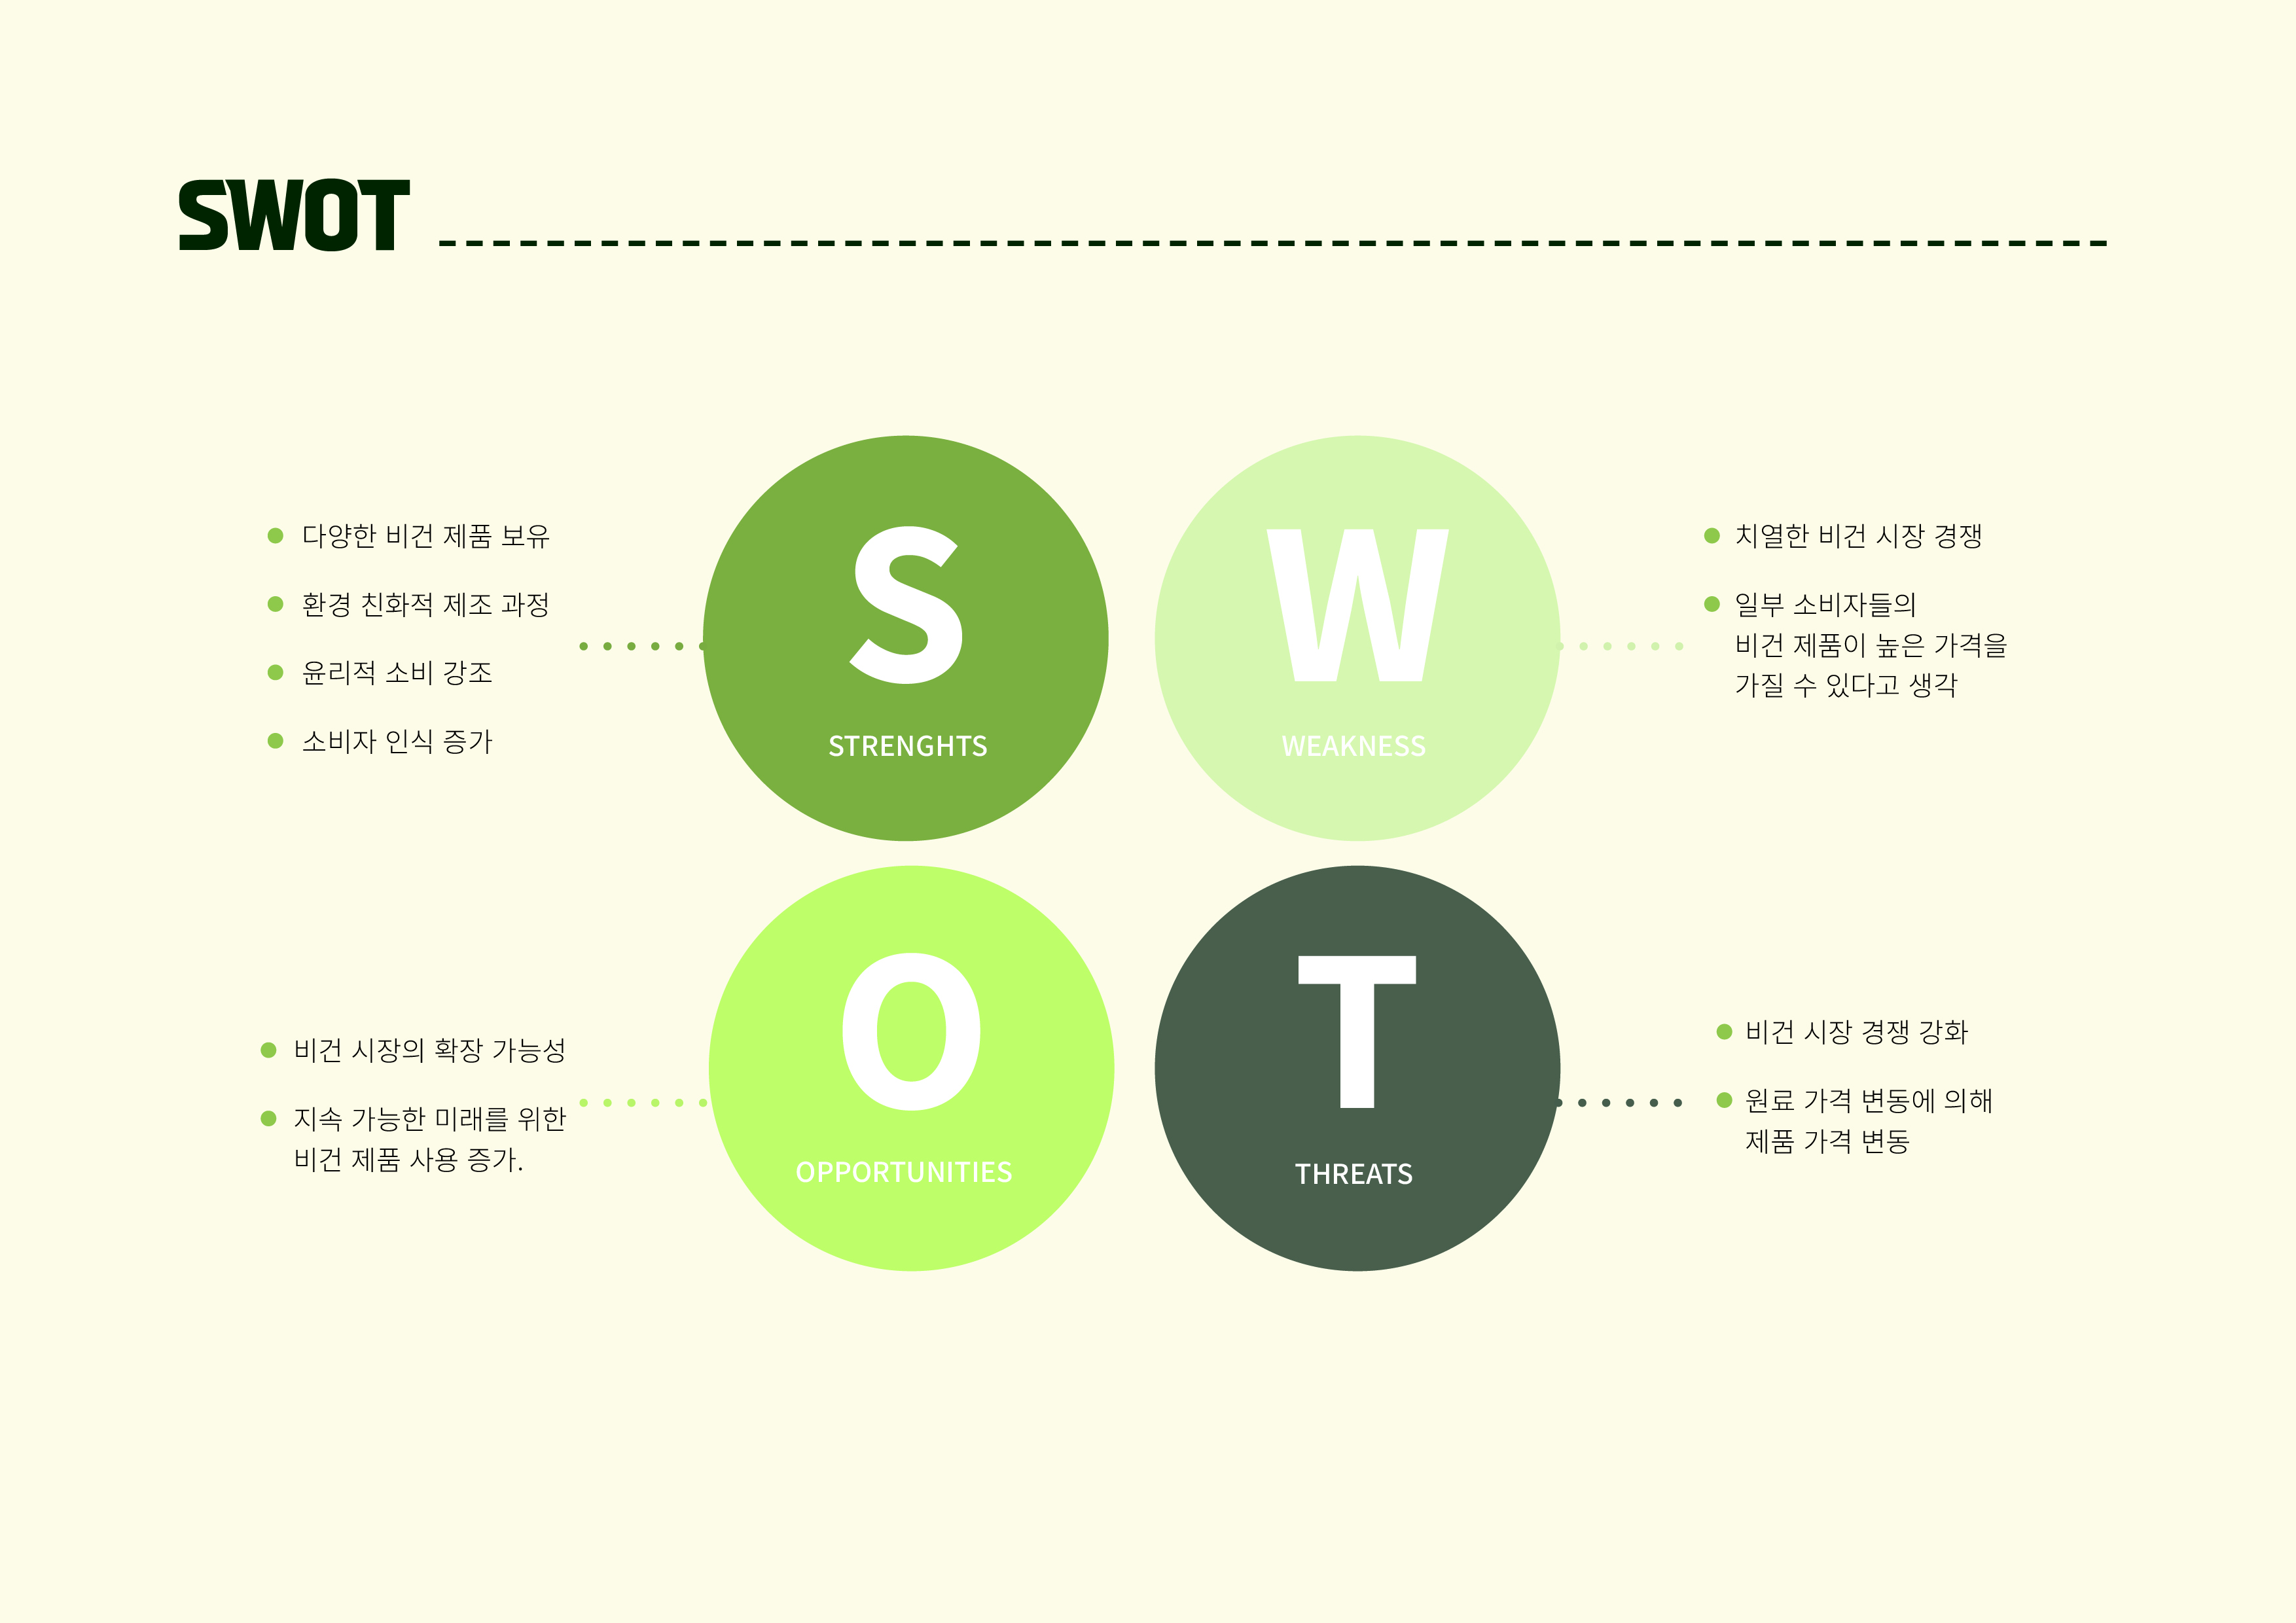 SWOT
다양한 비건 제품 보유
환경 친화적 제조 과정
윤리적 소비 강조
소비자 인식 증가
S
STRENGHTS
W
WEAKNESS
치열한 비건 시장 경쟁
일부 소비자들의
비건 제품이 높은 가격을
가질 수 있다고 생각
비건 시장의 확장 가능성
지속 가능한 미래를 위한
비건 제품 사용 증가.
O
OPPORTUNITIES
T
THREATS
비건 시장 경쟁 강화
원료 가격 변동에 의해
제품 가격 변동